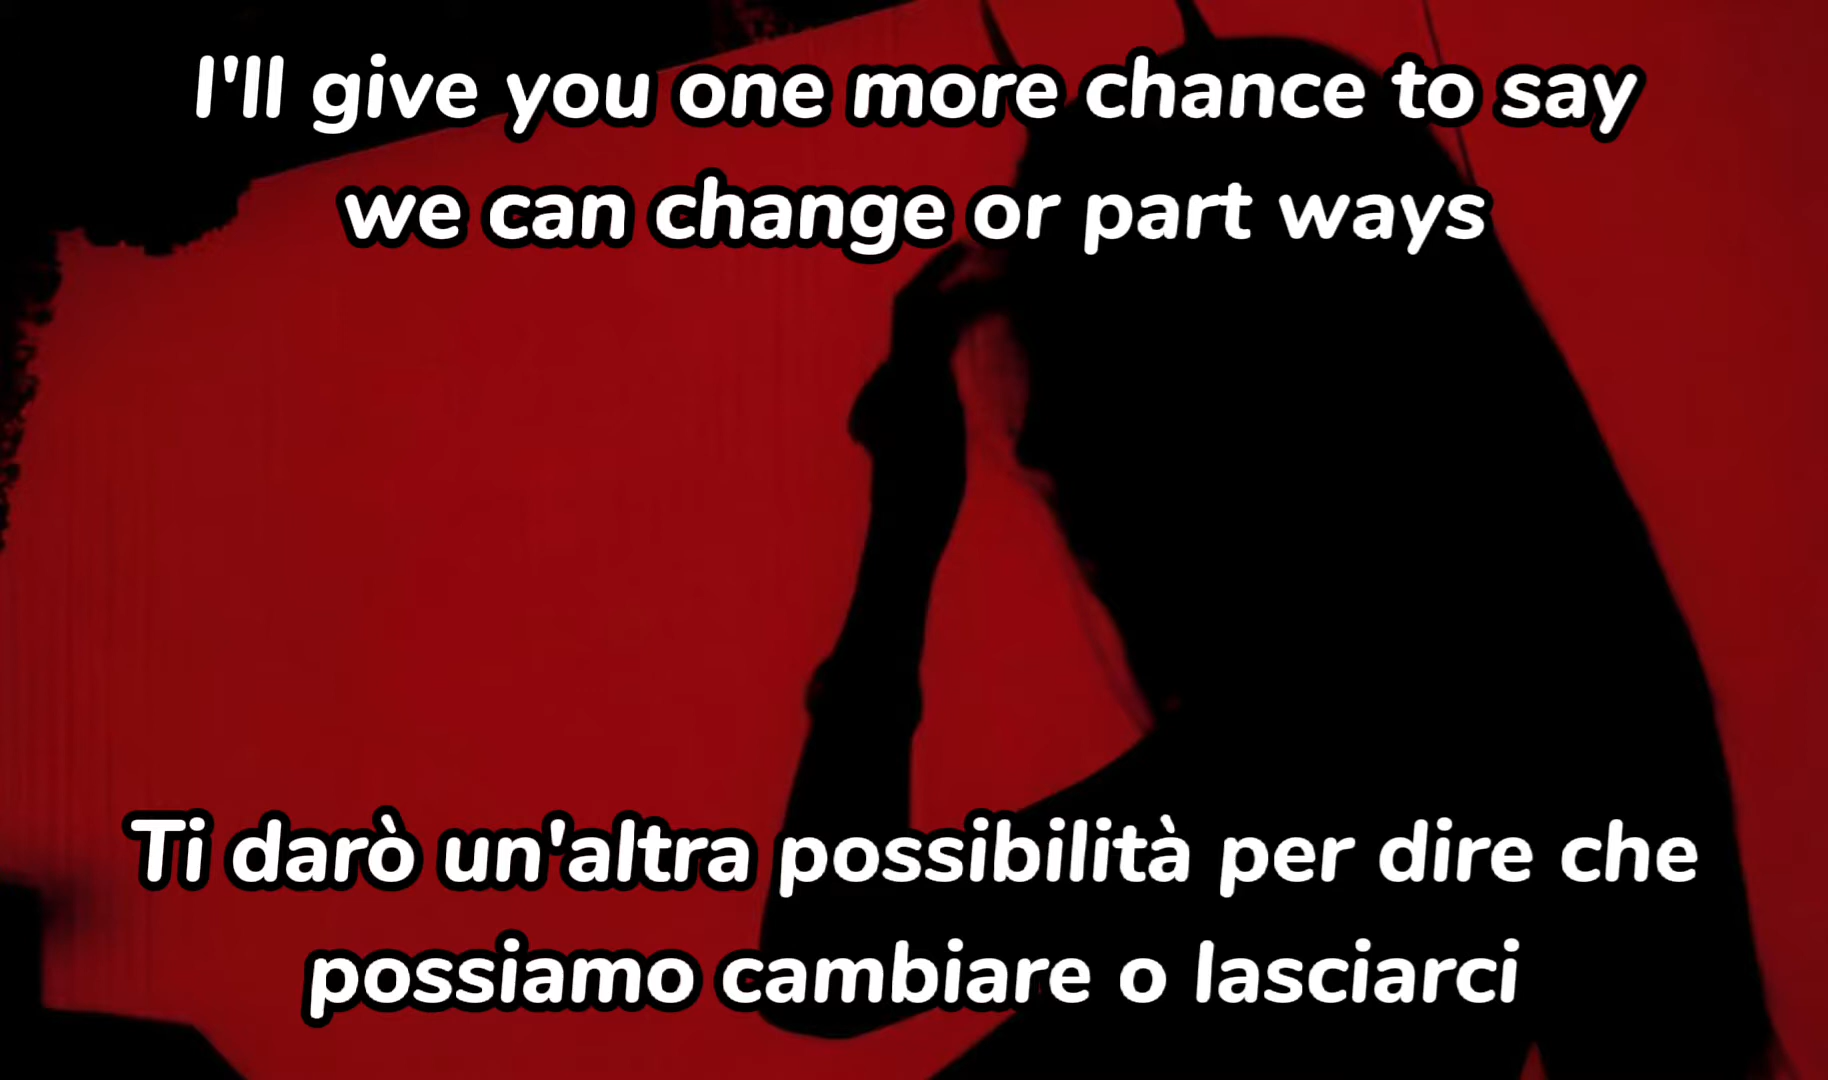 I'll give you one more chance to say
we can change or part ways
Ti darò un'altra possibilità per dire che
possiamo cambiare o lasciarci